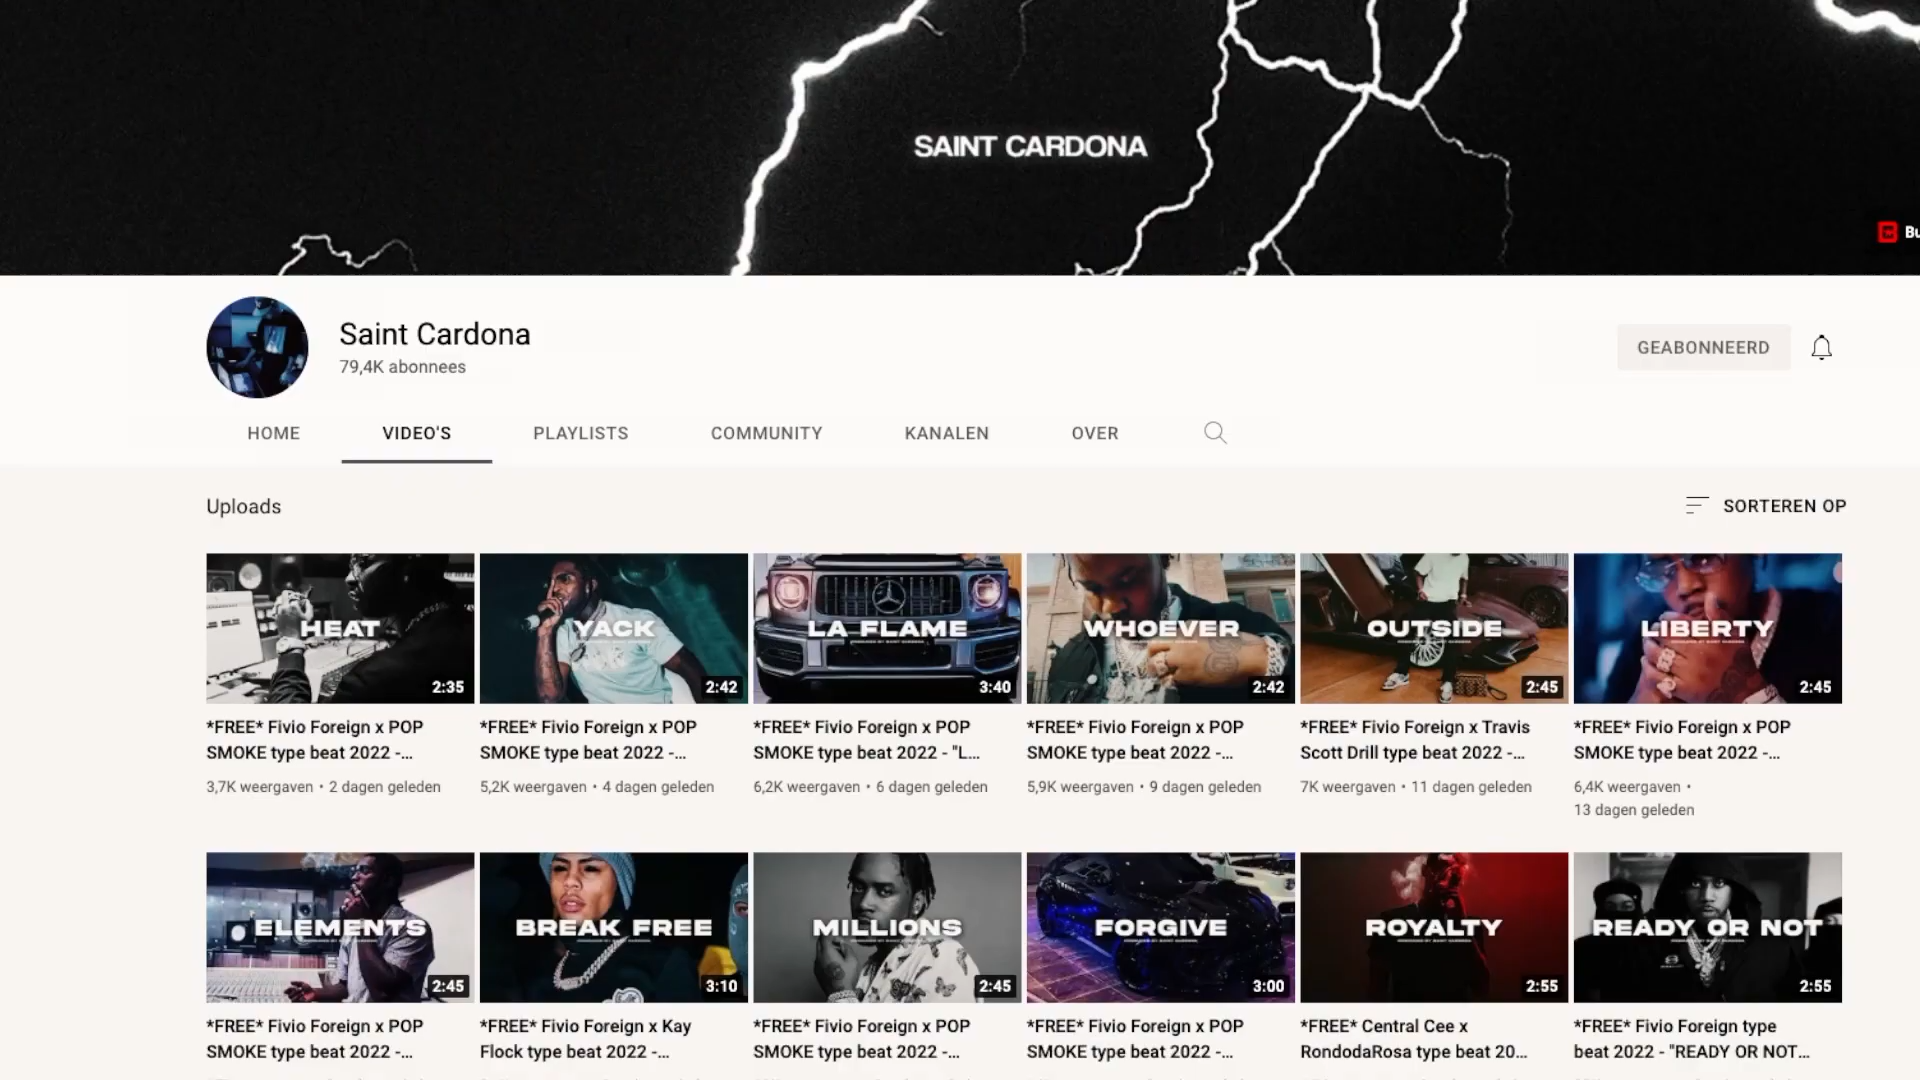 SAINT CARDONA
Saint Cardona
79,4K abonnees
GEABONNEERD
HOME
VIDEO'S
PLAYLISTS
COMMUNITY
KANALEN
OVER
Uploads
SORTEREN OP
HEAT
2:35
YACK
2:42
LA FLAME
3:40
WHOEVER
2:42
OUTSIDE
2:45
LIBERTY
2:45
*FREE* Fivio Foreign x POP
SMOKE type beat 2022 -...
3,7K weergaven • 2 dagen geleden
*FREE* Fivio Foreign x POP
SMOKE type beat 2022 -...
5,2K weergaven • 4 dagen geleden
*FREE* Fivio Foreign x POP
SMOKE type beat 2022 - "L...
6,2K weergaven • 6 dagen geleden
*FREE* Fivio Foreign x POP
SMOKE type beat 2022 -...
5,9K weergaven • 9 dagen geleden
*FREE* Fivio Foreign x Travis
Scott Drill type beat 2022 -...
7K weergaven • 11 dagen geleden
*FREE* Fivio Foreign x POP
SMOKE type beat 2022 -...
6,4K weergaven •
13 dagen geleden
ELEMENTS
2:45
BREAK FREE
3:10
MILLIONS
2:45
FORGIVE
3:00
ROYALTY
2:55
READY OR NOT
2:55
*FREE* Fivio Foreign x POP
SMOKE type beat 2022 -...
*FREE* Fivio Foreign x Kay
Flock type beat 2022 -...
*FREE* Fivio Foreign x POP
SMOKE type beat 2022 -...
*FREE* Fivio Foreign x POP
SMOKE type beat 2022 -...
*FREE* Central Cee x
RondodaRosa type beat 20...
*FREE* Fivio Foreign type
beat 2022 - "READY OR NOT...